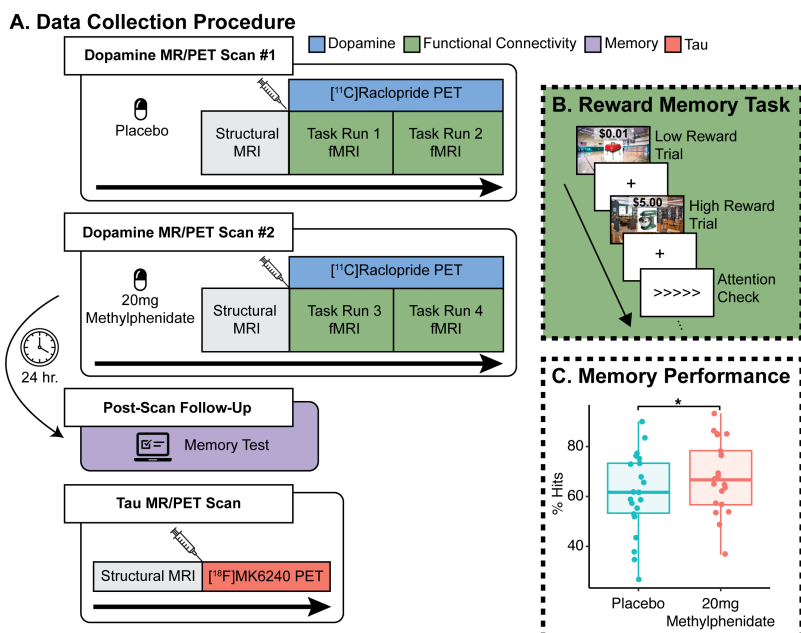 A. Data Collection Procedure
Dopamine Functional Connectivity Memory Tau
Dopamine MR/PET Scan #1
Placebo
[¹¹C]Raclopride PET
Structural
MRI
Task Run 1
fMRI
Task Run 2
fMRI
Dopamine MR/PET Scan #2
20mg
Methylphenidate
[¹¹C]Raclopride PET
Structural
MRI
Task Run 3
fMRI
Task Run 4
fMRI
24 hr.
Post-Scan Follow-Up
Memory Test
Tau MR/PET Scan
Structural MRI
[¹⁸F]MK6240 PET
B. Reward Memory Task
$0.01
Low Reward
Trial
+
$5.00
High Reward
Trial
+
>>>>>
Attention
Check
C. Memory Performance
*
% Hits
80
60
40
Placebo
20mg
Methylphenidate